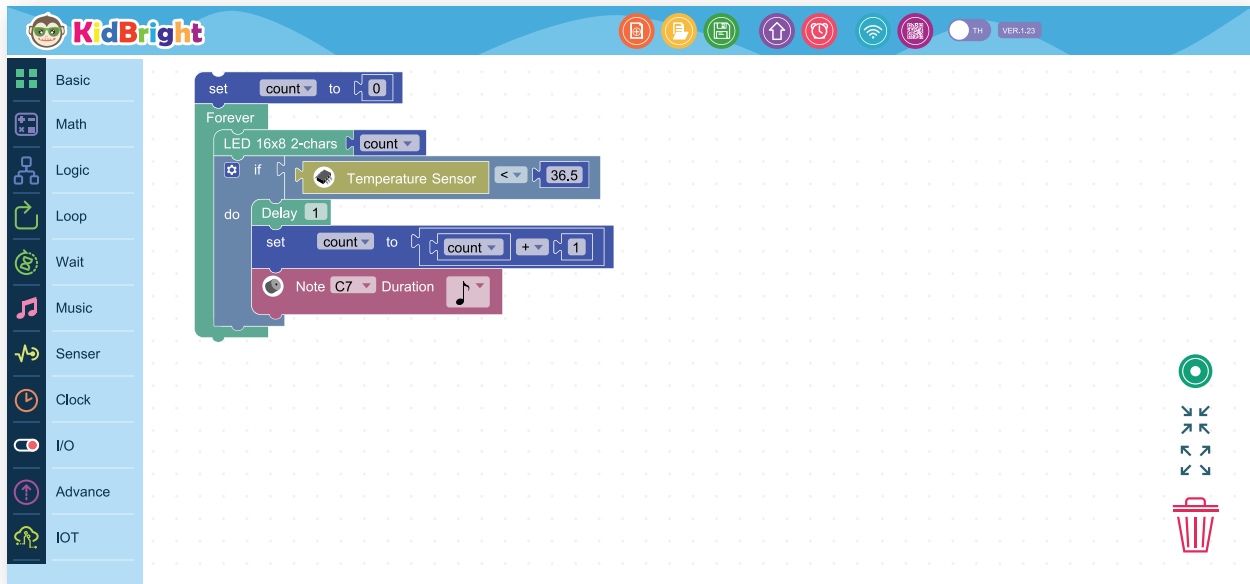 KidBright
TH
VER.1.23
Basic
Math
Logic
Loop
Wait
Music
Senser
Clock
I/O
Advance
IOT
set count to 0
Forever
LED 16x8 2-chars count
if Temperature Sensor < 36.5
do Delay 1
set count to count + 1
Note C7 Duration